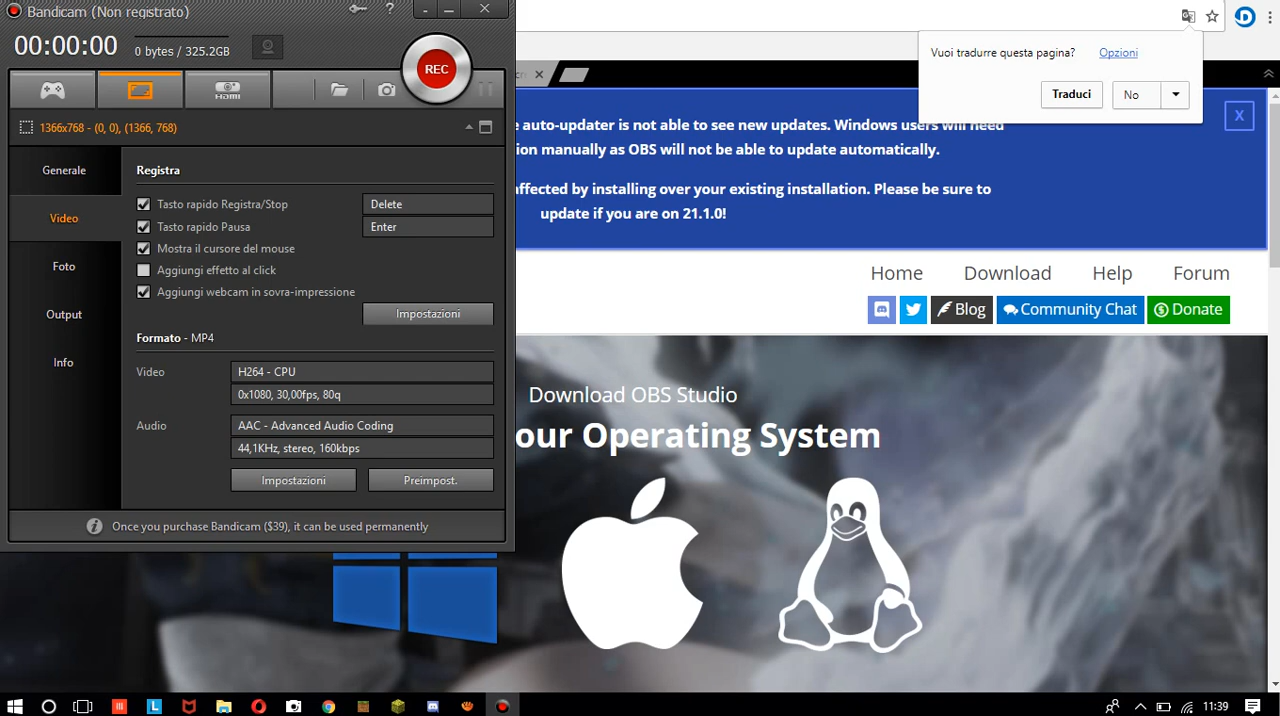 Bandicam (Non registrato)
00:00:00
0 bytes / 325.2GB
REC
HDMI
1366x768 - (0, 0), (1366, 768)
Generale
Video
Foto
Output
Info
Registra
Tasto rapido Registra/Stop
Delete
Tasto rapido Pausa
Enter
Mostra il cursore del mouse
Aggiungi effetto al click
Aggiungi webcam in sovra-impressione
Impostazioni
Formato - MP4
Video
H264 - CPU
0x1080, 30,00fps, 80q
Audio
AAC - Advanced Audio Coding
44,1KHz, stereo, 160kbps
Impostazioni
Preimpost.
Once you purchase Bandicam ($39), it can be used permanently
Vuoi tradurre questa pagina?
Opzioni
Traduci
No
e auto-updater is not able to see new updates. Windows users will need
ion manually as OBS will not be able to update automatically.
ffected by installing over your existing installation. Please be sure to
update if you are on 21.1.0!
X
Home
Download
Help
Forum
Blog
Community Chat
Donate
Download OBS Studio
our Operating System
11:39